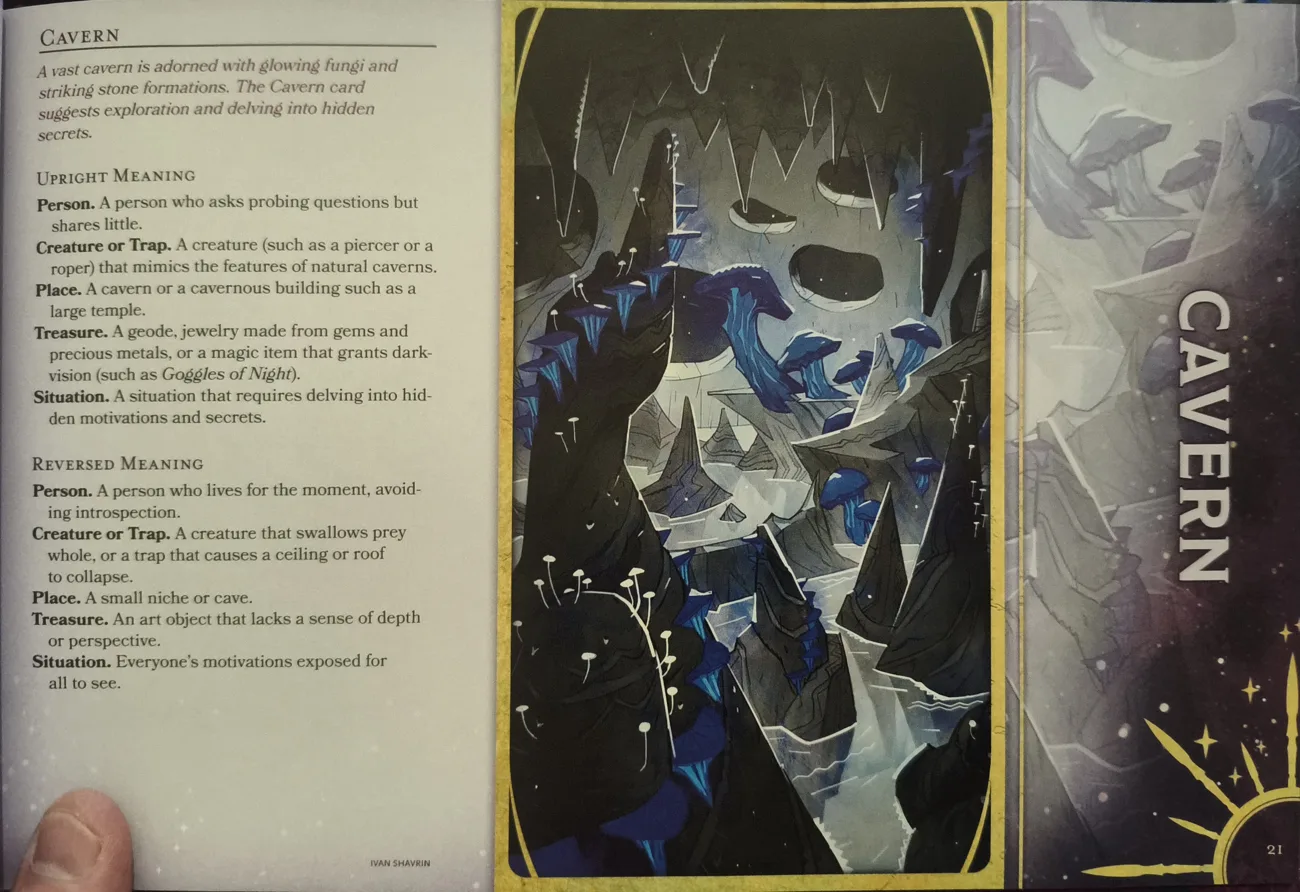 CAVERN
A vast cavern is adorned with glowing fungi and
striking stone formations. The Cavern card
suggests exploration and delving into hidden
secrets.
UPRIGHT MEANING
Person. A person who asks probing questions but
shares little.
Creature or Trap. A creature (such as a piercer or a
roper) that mimics the features of natural caverns.
Place. A cavern or a cavernous building such as a
large temple.
Treasure. A geode, jewelry made from gems and
precious metals, or a magic item that grants dark-
vision (such as Goggles of Night).
Situation. A situation that requires delving into hid-
den motivations and secrets.
REVERSED MEANING
Person. A person who lives for the moment, avoid-
ing introspection.
Creature or Trap. A creature that swallows prey
whole, or a trap that causes a ceiling or roof
to collapse.
Place. A small niche or cave.
Treasure. An art object that lacks a sense of depth
or perspective.
Situation. Everyone's motivations exposed for
all to see.
IVAN SHAVRIN
CAVERN
21